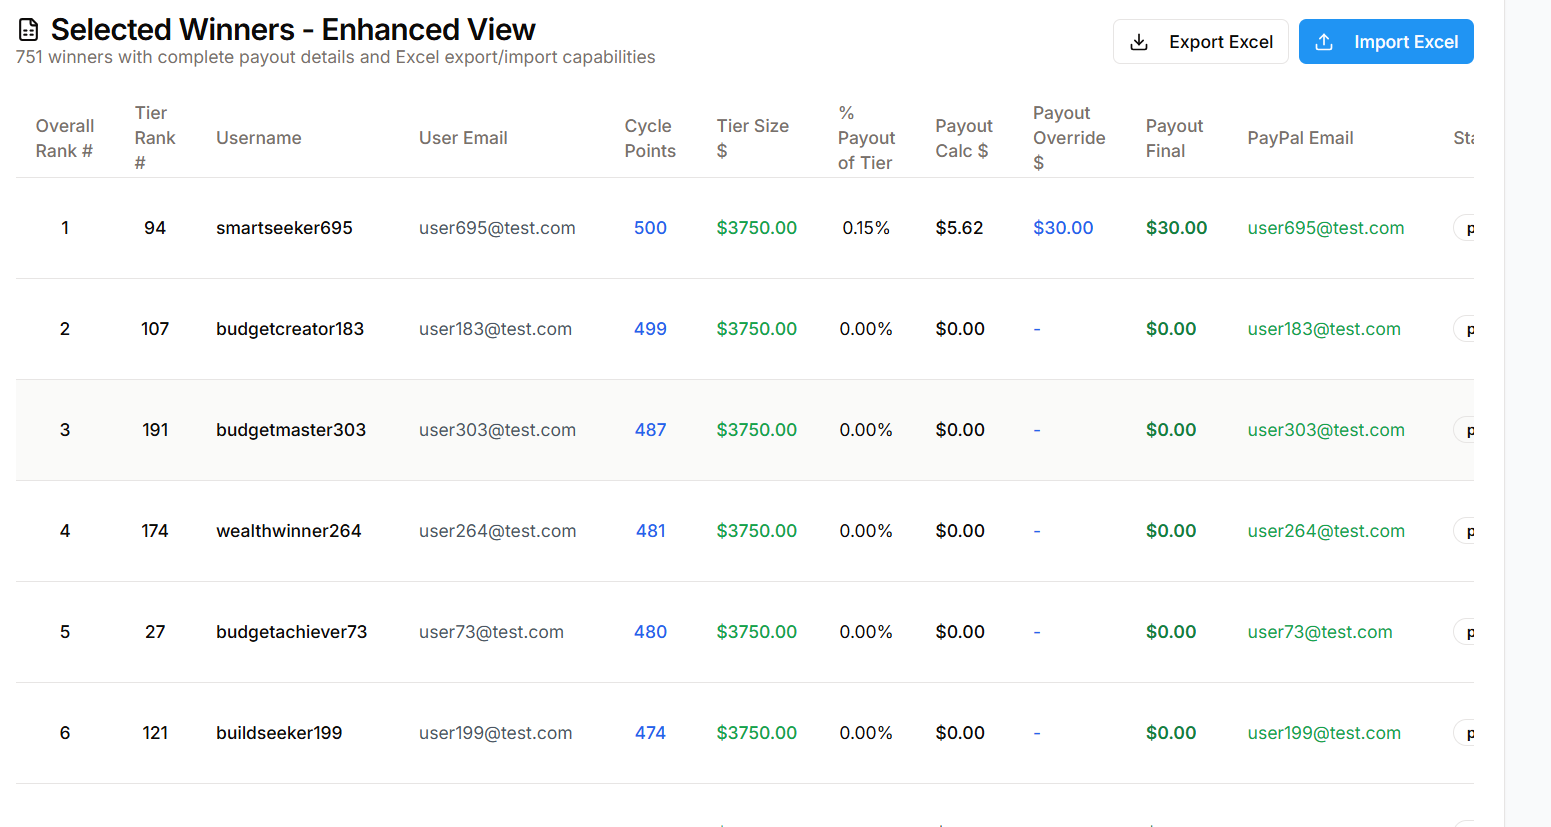 Selected Winners - Enhanced View
751 winners with complete payout details and Excel export/import capabilities
Export Excel
Import Excel
Overall Rank #
Tier Rank #
Username
User Email
Cycle Points
Tier Size $
% Payout of Tier
Payout Calc $
Payout Override $
Payout Final
PayPal Email
1 94 smartseeker695 user695@test.com 500 $3750.00 0.15% $5.62 $30.00 $30.00 user695@test.com p
2 107 budgetcreator183 user183@test.com 499 $3750.00 0.00% $0.00 - $0.00 user183@test.com p
3 191 budgetmaster303 user303@test.com 487 $3750.00 0.00% $0.00 - $0.00 user303@test.com p
4 174 wealthwinner264 user264@test.com 481 $3750.00 0.00% $0.00 - $0.00 user264@test.com p
5 27 budgetachiever73 user73@test.com 480 $3750.00 0.00% $0.00 - $0.00 user73@test.com p
6 121 buildseeker199 user199@test.com 474 $3750.00 0.00% $0.00 - $0.00 user199@test.com p